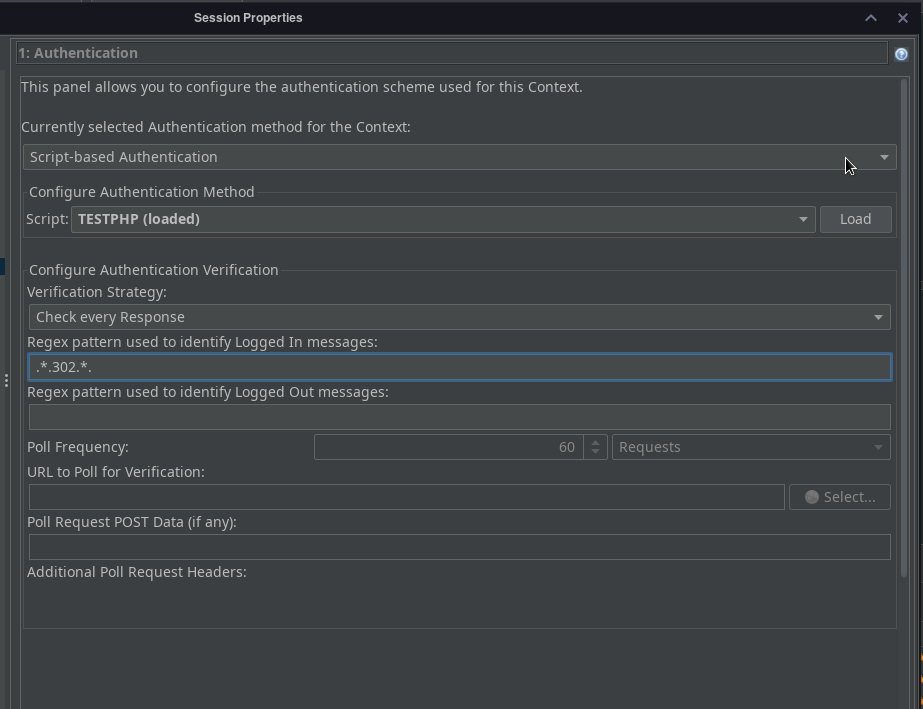 Session Properties
1: Authentication
This panel allows you to configure the authentication scheme used for this Context.
Currently selected Authentication method for the Context:
Script-based Authentication
Configure Authentication Method
Script: TESTPHP (loaded) Load
Configure Authentication Verification
Verification Strategy:
Check every Response
Regex pattern used to identify Logged In messages:
.*.302.*.
Regex pattern used to identify Logged Out messages:
Poll Frequency: 60 Requests
URL to Poll for Verification:
Select...
Poll Request POST Data (if any):
Additional Poll Request Headers: